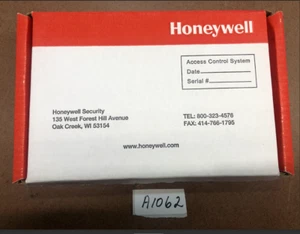 Honeywell
Access Control System
Date
Serial #
Honeywell Security
135 West Forest Hill Avenue
Oak Creek, WI 53154
TEL: 800-323-4576
FAX: 414-766-1795
www.honeywell.com
A1062